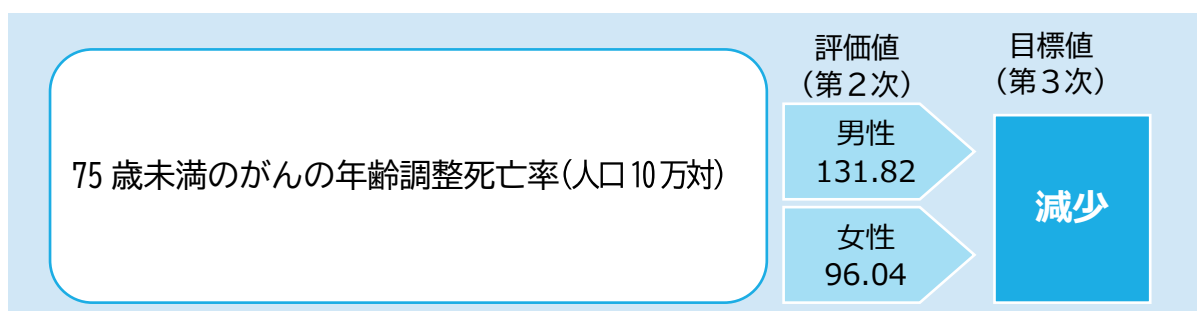 評価値
(第２次)
目標値
(第３次)
75 歳未満のがんの年齢調整死亡率(人口10万対)
男性
131.82
女性
96.04
減少